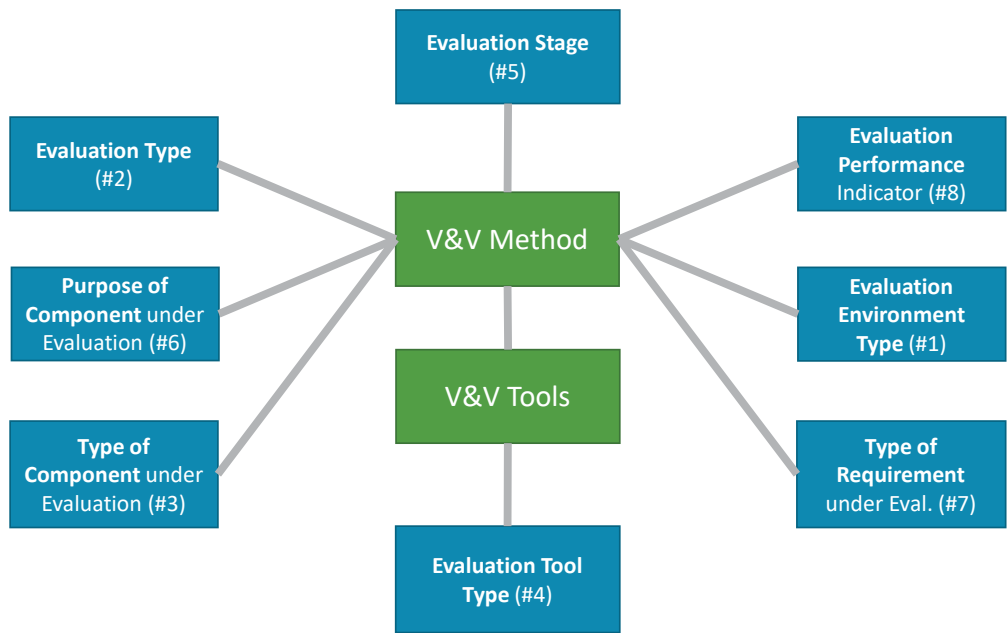 Evaluation Stage
(#5)
Evaluation Type
(#2)
Evaluation
Performance
Indicator (#8)
V&V Method
Purpose of
Component under
Evaluation (#6)
Evaluation
Environment
Type (#1)
V&V Tools
Type of
Component under
Evaluation (#3)
Type of
Requirement
under Eval. (#7)
Evaluation Tool
Type (#4)